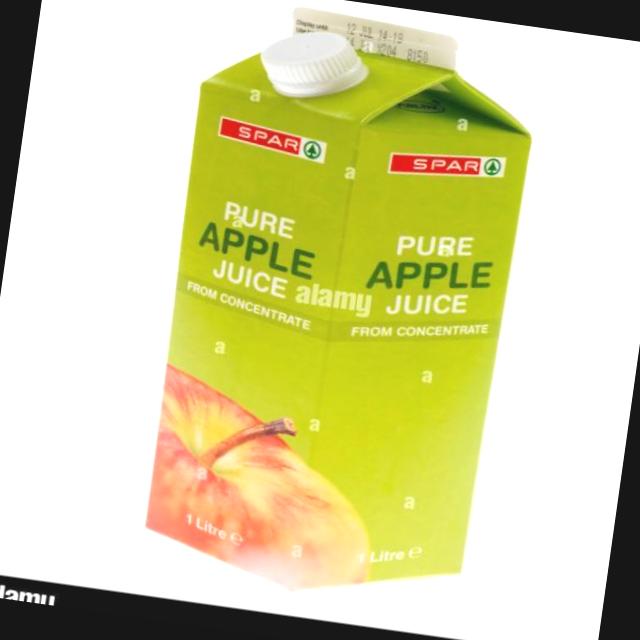 SPAR
PURE
APPLE
JUICE
FROM CONCENTRATE
1 Litre ℮
SPAR
PURE
APPLE
JUICE
FROM CONCENTRATE
1 Litre ℮
alamy
alamy